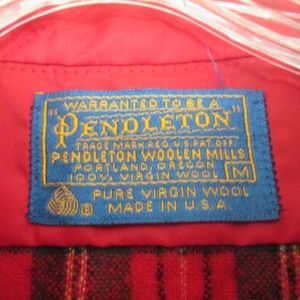 WARRANTED TO BE A
"PENDLETON"
TRADE MARK REG. U.S. PAT. OFF.
PENDLETON WOOLEN MILLS
PORTLAND, OREGON
100% VIRGIN WOOL M
PURE VIRGIN WOOL
® MADE IN U.S.A